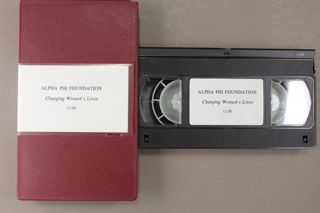 ALPHA PHI FOUNDATION
Changing Women's Lives
11:30
ALPHA PHI FOUNDATION
Changing Women's Lives
11:30